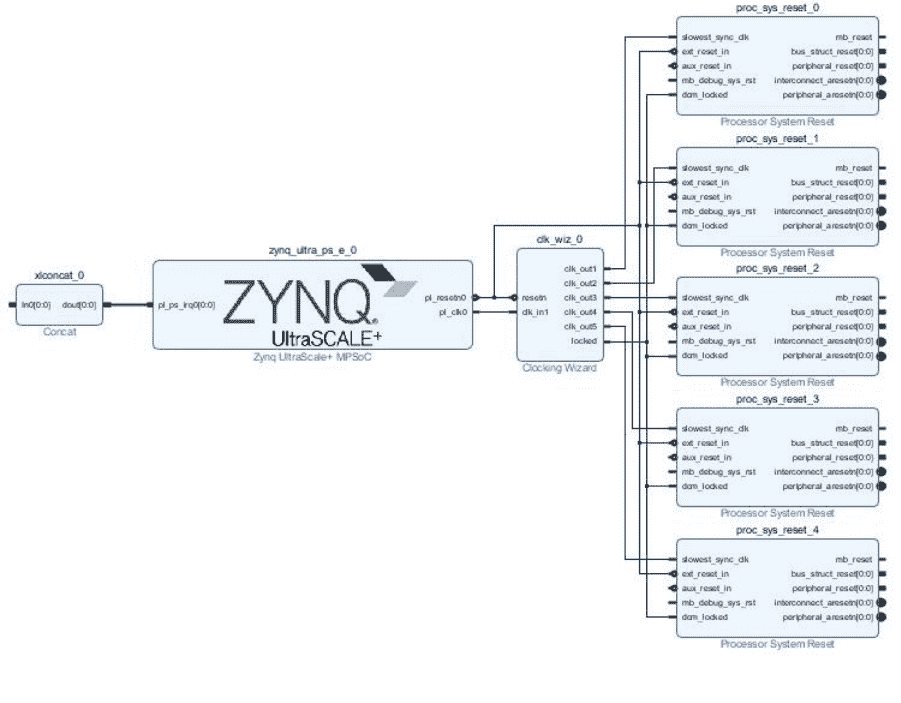 proc_sys_reset_0
slowest_sync_clk mb_reset
ext_reset_in bus_struct_reset[0:0]
aux_reset_in peripheral_reset[0:0]
mb_debug_sys_rst interconnect_aresetn[0:0]
dcm_locked peripheral_aresetn[0:0]
Processor System Reset
proc_sys_reset_1
slowest_sync_clk mb_reset
ext_reset_in bus_struct_reset[0:0]
aux_reset_in peripheral_reset[0:0]
mb_debug_sys_rst interconnect_aresetn[0:0]
dcm_locked peripheral_aresetn[0:0]
Processor System Reset
xlconcat_0
In0[0:0] dout[0:0]
Concat
zynq_ultra_ps_e_0
pl_ps_irq0[0:0]
ZYNQ
UltraSCALE+
pl_resetn0
pl_clk0
Zynq UltraScale+ MPSoC
clk_wiz_0
resetn
clk_in1
clk_out1
clk_out2
clk_out3
clk_out4
clk_out5
locked
Clocking Wizard
proc_sys_reset_2
slowest_sync_clk mb_reset
ext_reset_in bus_struct_reset[0:0]
aux_reset_in peripheral_reset[0:0]
mb_debug_sys_rst interconnect_aresetn[0:0]
dcm_locked peripheral_aresetn[0:0]
Processor System Reset
proc_sys_reset_3
slowest_sync_clk mb_reset
ext_reset_in bus_struct_reset[0:0]
aux_reset_in peripheral_reset[0:0]
mb_debug_sys_rst interconnect_aresetn[0:0]
dcm_locked peripheral_aresetn[0:0]
Processor System Reset
proc_sys_reset_4
slowest_sync_clk mb_reset
ext_reset_in bus_struct_reset[0:0]
aux_reset_in peripheral_reset[0:0]
mb_debug_sys_rst interconnect_aresetn[0:0]
dcm_locked peripheral_aresetn[0:0]
Processor System Reset